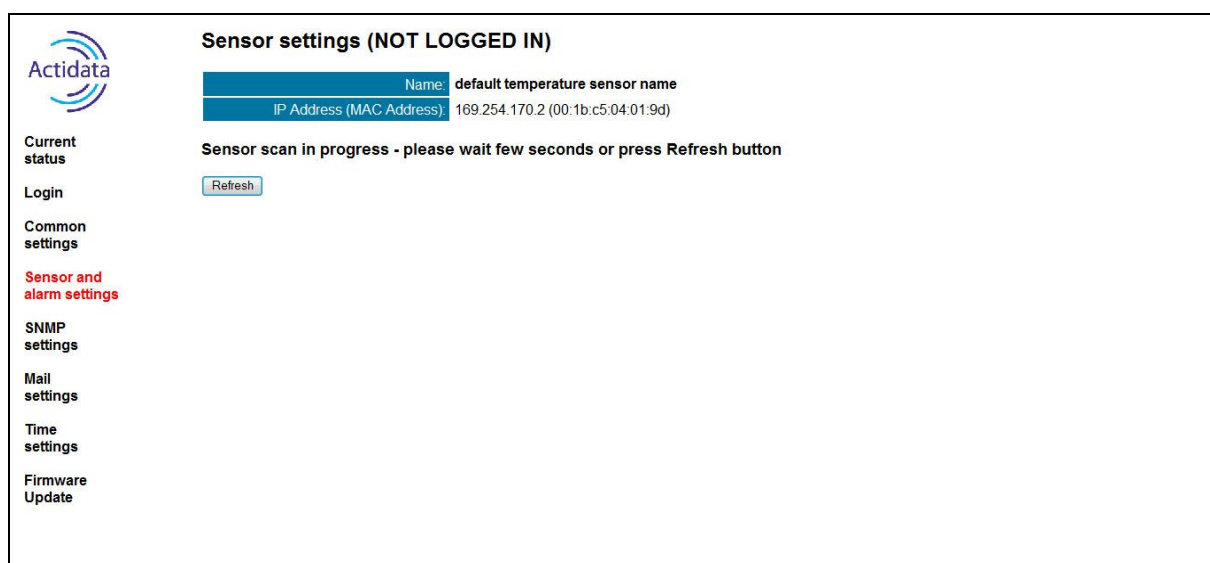 Actidata
Sensor settings (NOT LOGGED IN)
Name: default temperature sensor name
IP Address (MAC Address): 169.254.170.2 (00:1b:c5:04:01:9d)
Sensor scan in progress - please wait few seconds or press Refresh button
Refresh
Current
status
Login
Common
settings
Sensor and
alarm settings
SNMP
settings
Mail
settings
Time
settings
Firmware
Update